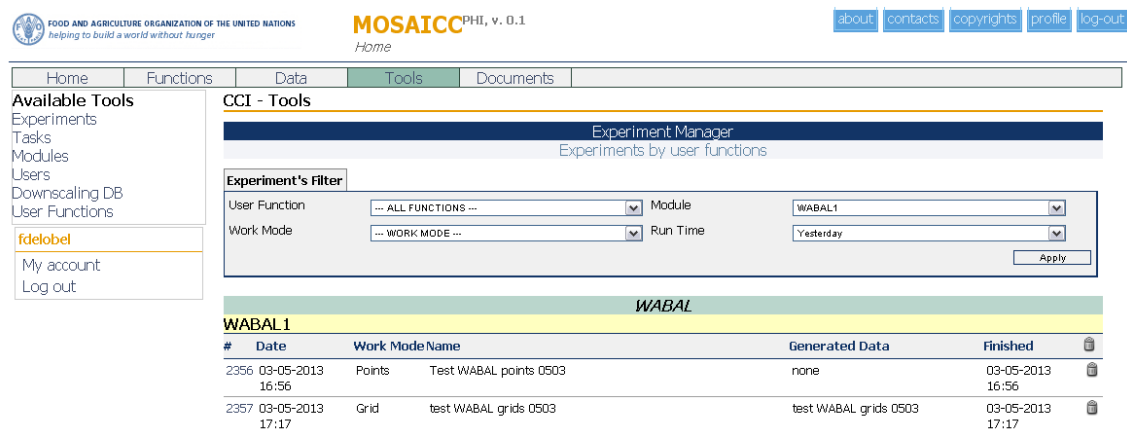 FOOD AND AGRICULTURE ORGANIZATION OF THE UNITED NATIONS
helping to build a world without hunger
MOSAICC PHI, v. 0.1
Home
about contacts copyrights profile log-out
Home Functions Data Tools Documents
Available Tools
Experiments
Tasks
Modules
Users
Downscaling DB
User Functions
fdelobel
My account
Log out
CCI - Tools
Experiment Manager
Experiments by user functions
Experiment's Filter
User Function --- ALL FUNCTIONS --- Module WABAL1
Work Mode --- WORK MODE --- Run Time Yesterday
Apply
WABAL
WABAL1
# Date Work Mode Name Generated Data Finished
2356 03-05-2013 Points Test WABAL points 0503 none 03-05-2013
16:56 16:56
2357 03-05-2013 Grid test WABAL grids 0503 test WABAL grids 0503 03-05-2013
17:17 17:17